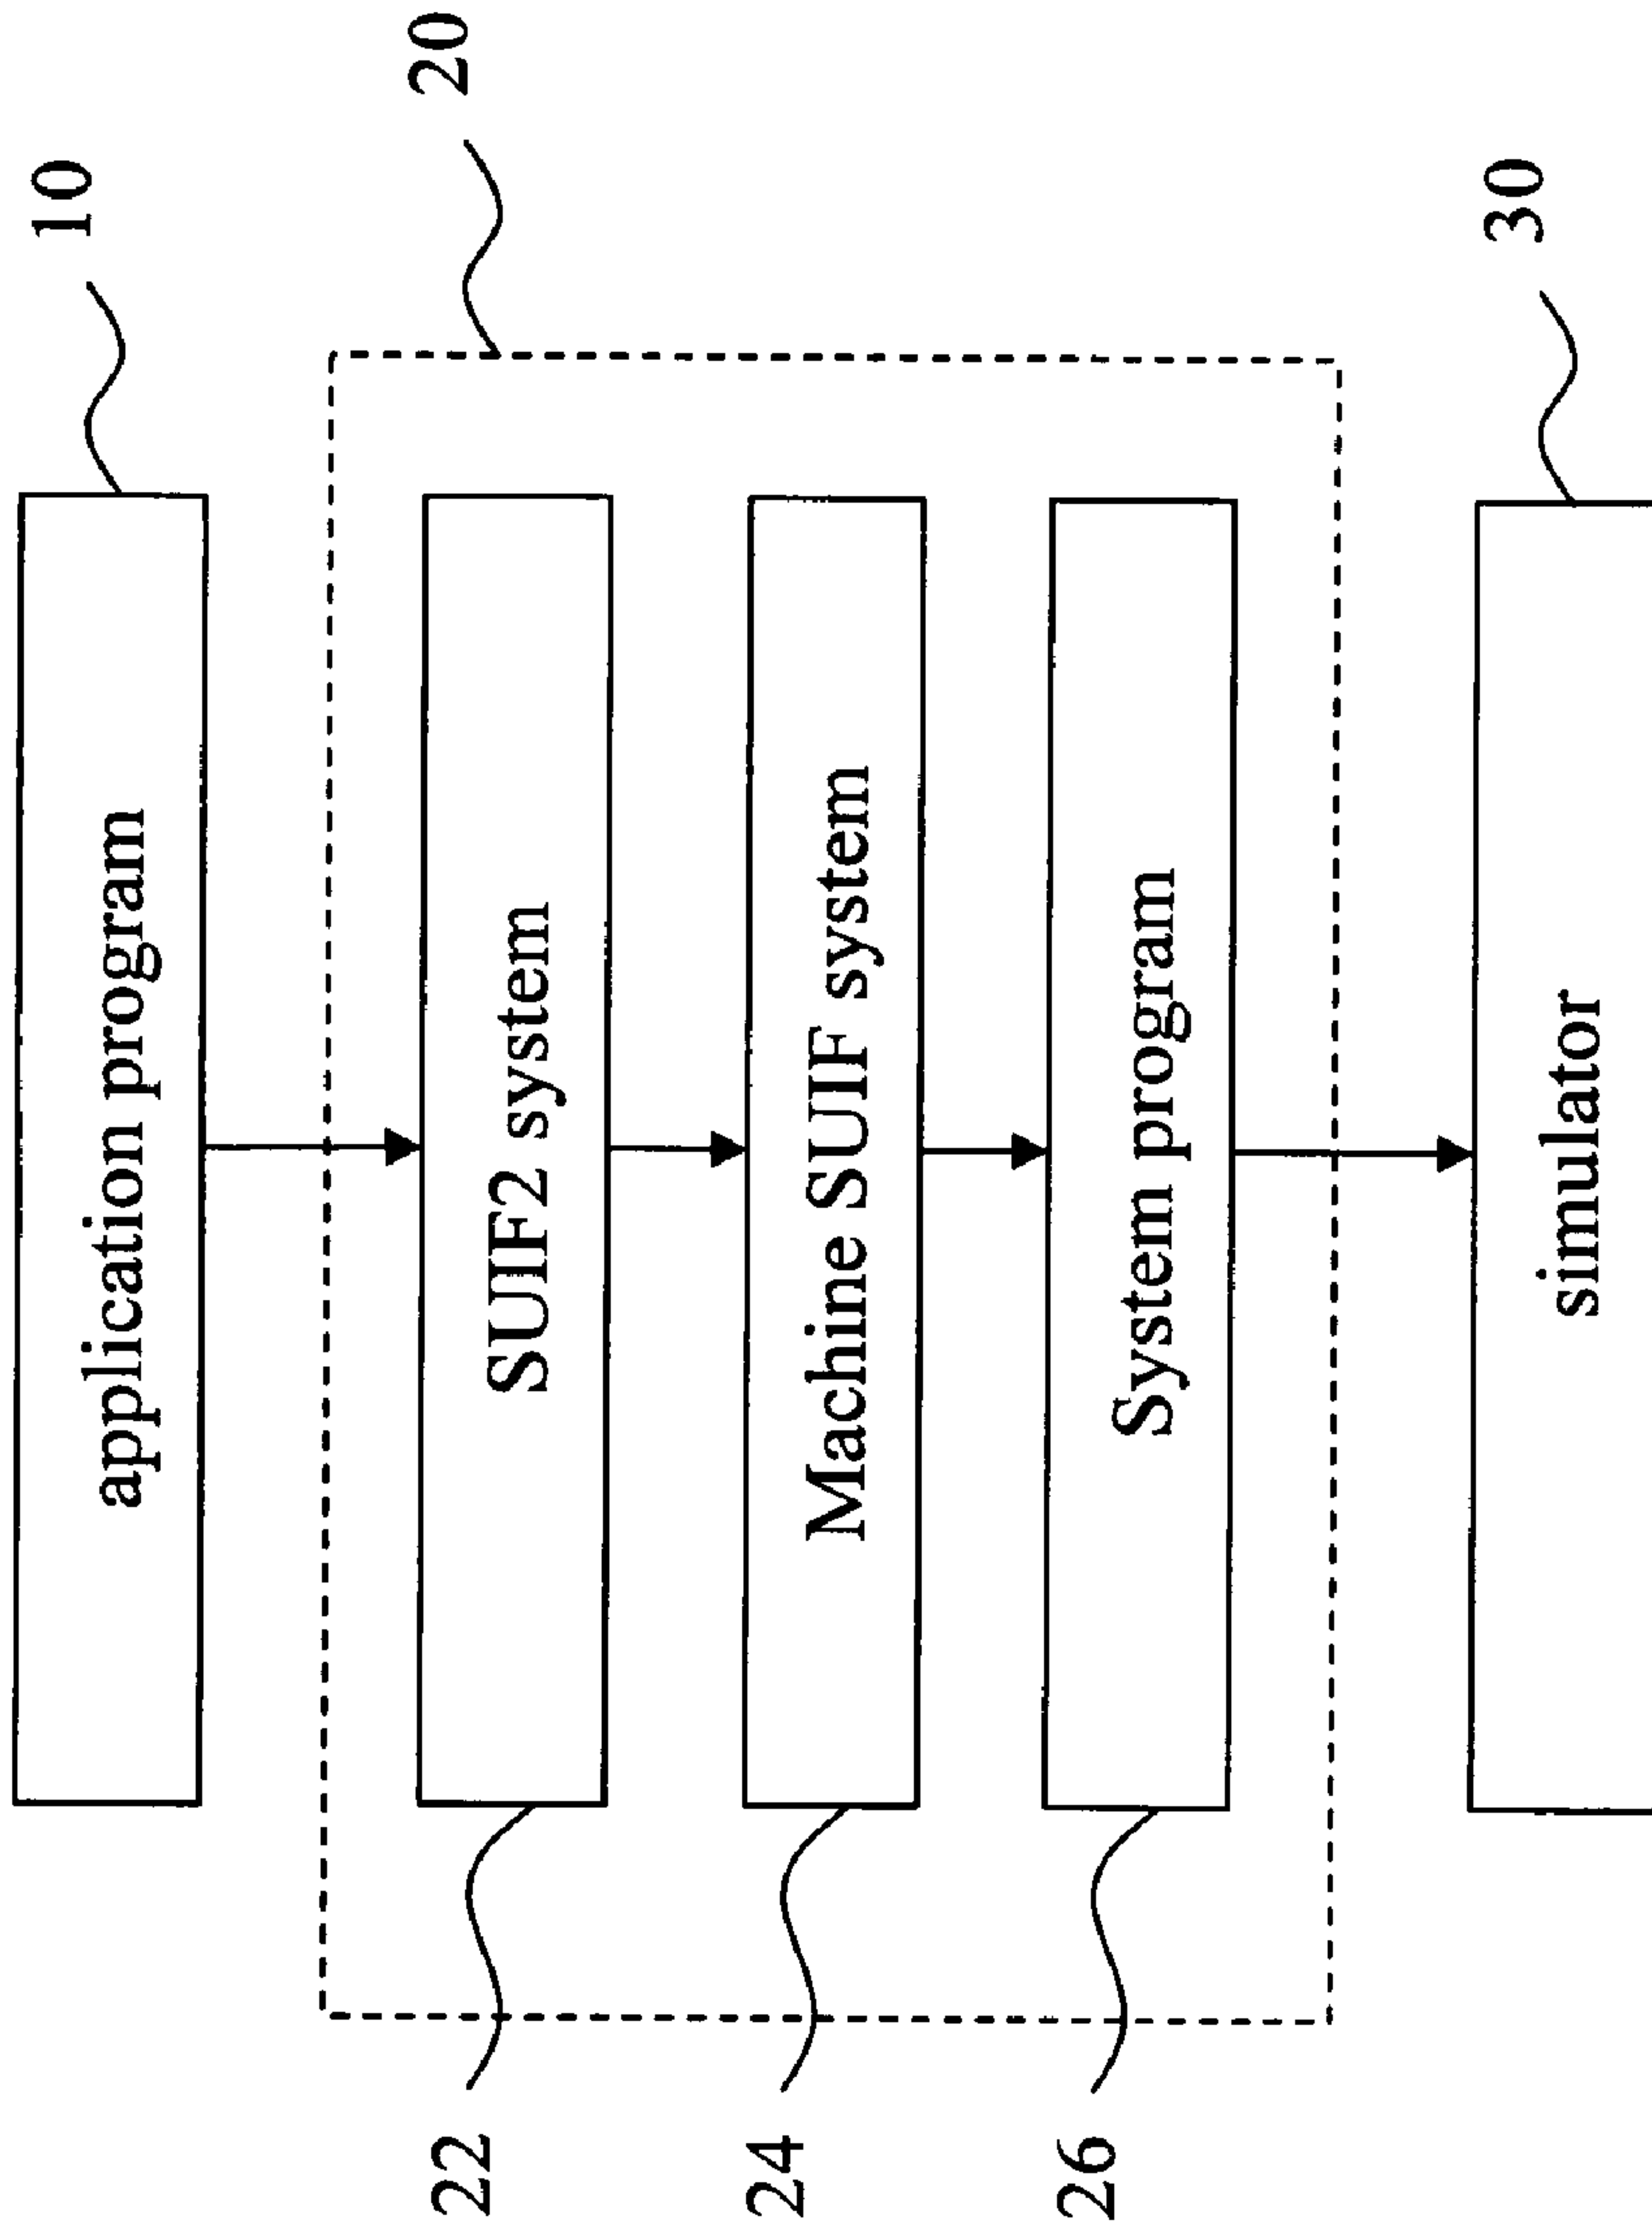 application program
10
20
SUIF2 system
22
Machine SUIF system
24
System program
26
simulator
30